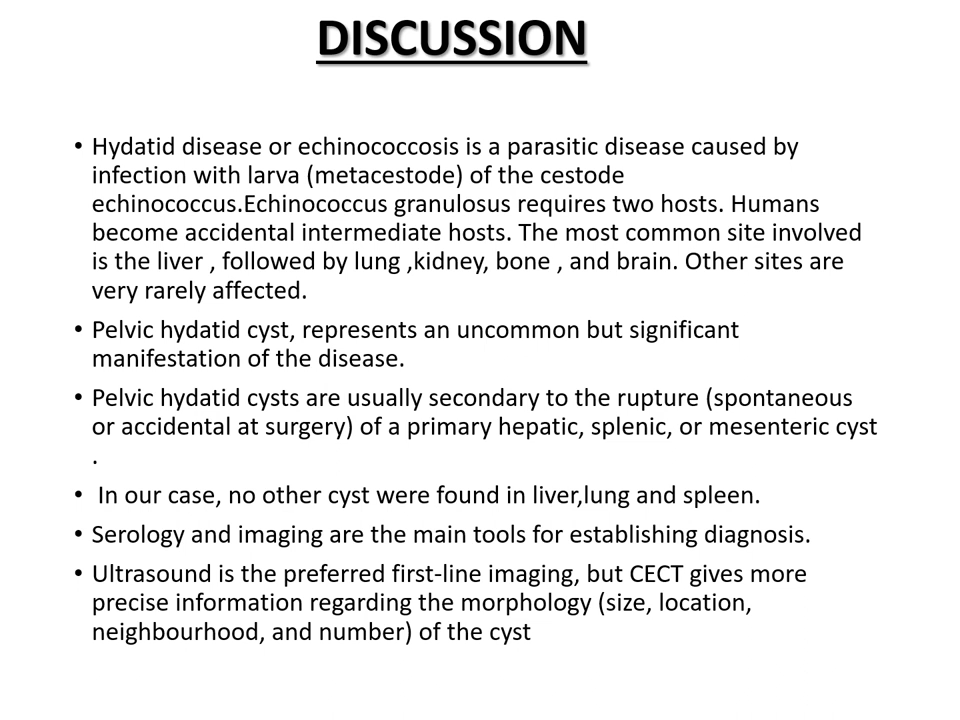 DISCUSSION
• Hydatid disease or echinococcosis is a parasitic disease caused by
infection with larva (metacestode) of the cestode
echinococcus.Echinococcus granulosus requires two hosts. Humans
become accidental intermediate hosts. The most common site involved
is the liver , followed by lung ,kidney, bone , and brain. Other sites are
very rarely affected.
• Pelvic hydatid cyst, represents an uncommon but significant
manifestation of the disease.
• Pelvic hydatid cysts are usually secondary to the rupture (spontaneous
or accidental at surgery) of a primary hepatic, splenic, or mesenteric cyst
.
• In our case, no other cyst were found in liver,lung and spleen.
• Serology and imaging are the main tools for establishing diagnosis.
• Ultrasound is the preferred first-line imaging, but CECT gives more
precise information regarding the morphology (size, location,
neighbourhood, and number) of the cyst